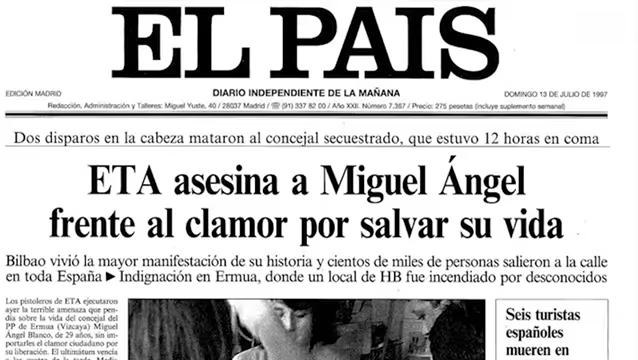 EL PAIS
EDICIÓN MADRID
DIARIO INDEPENDIENTE DE LA MAÑANA
DOMINGO 13 DE JULIO DE 1997
Redacción, Administración y Talleres: Miguel Yuste, 40 / 28037 Madrid / ☏ (91) 337 82 00 / Año XXII. Número 7.367 / Precio: 275 pesetas (incluye suplemento semanal)
Dos disparos en la cabeza mataron al concejal secuestrado, que estuvo 12 horas en coma
ETA asesina a Miguel Ángel
frente al clamor por salvar su vida
Bilbao vivió la mayor manifestación de su historia y cientos de miles de personas salieron a la calle
en toda España ► Indignación en Ermua, donde un local de HB fue incendiado por desconocidos
Los pistoleros de ETA ejecutaron
ayer la terrible amenaza que pen-
día sobre la vida del concejal del
PP de Ermua (Vizcaya) Miguel
Ángel Blanco, de 29 años, sin im-
portarles el clamor ciudadano por
su liberación. El ultimátum vencía
Seis turistas
españoles
mueren en